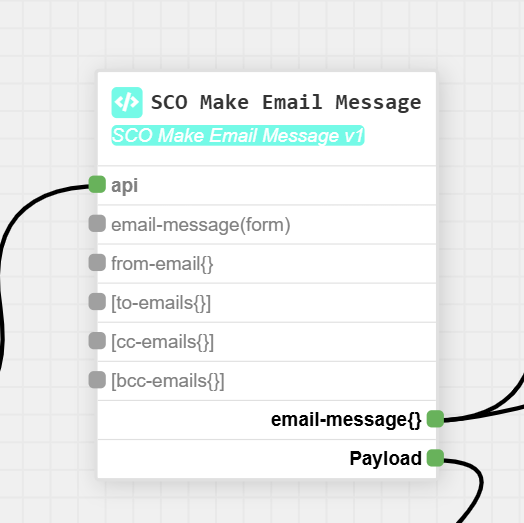 SCO Make Email Message
SCO Make Email Message v1
api
email-message(form)
from-email{}
[to-emails{}]
[cc-emails{}]
[bcc-emails{}]
email-message{}
Payload